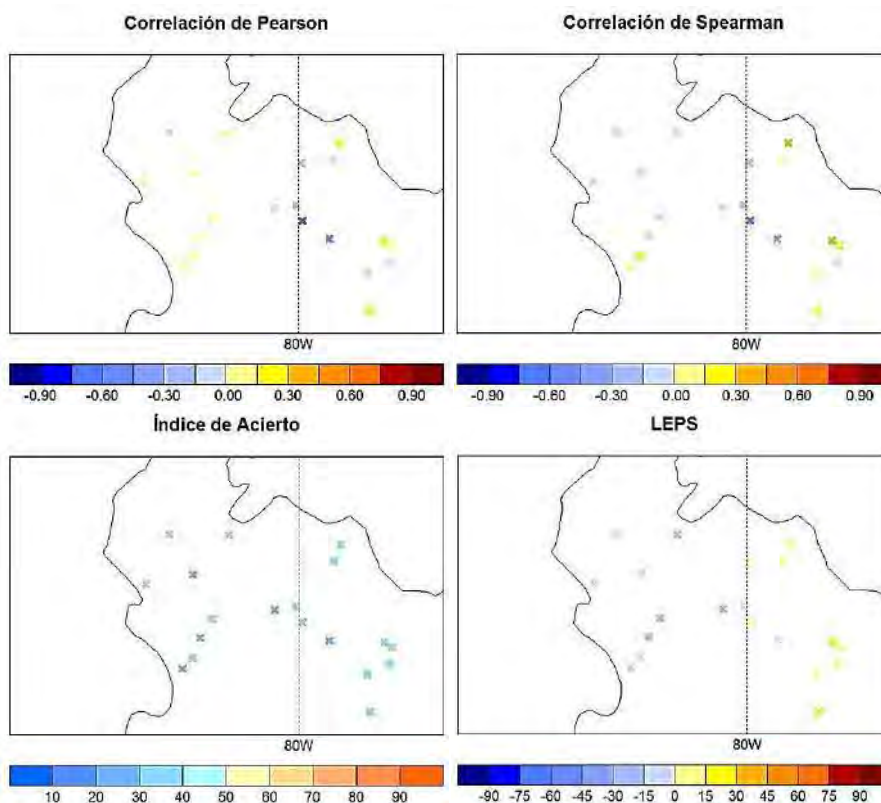 Correlación de Pearson
Correlación de Spearman
80W
80W
-0.90 -0.60 -0.30 0.00 0.30 0.60 0.90
-0.90 -0.60 -0.30 0.00 0.30 0.60 0.90
Índice de Acierto
LEPS
80W
80W
10 20 30 40 50 60 70 80 90
-90 -75 -60 -45 -30 -15 0 15 30 45 60 75 90